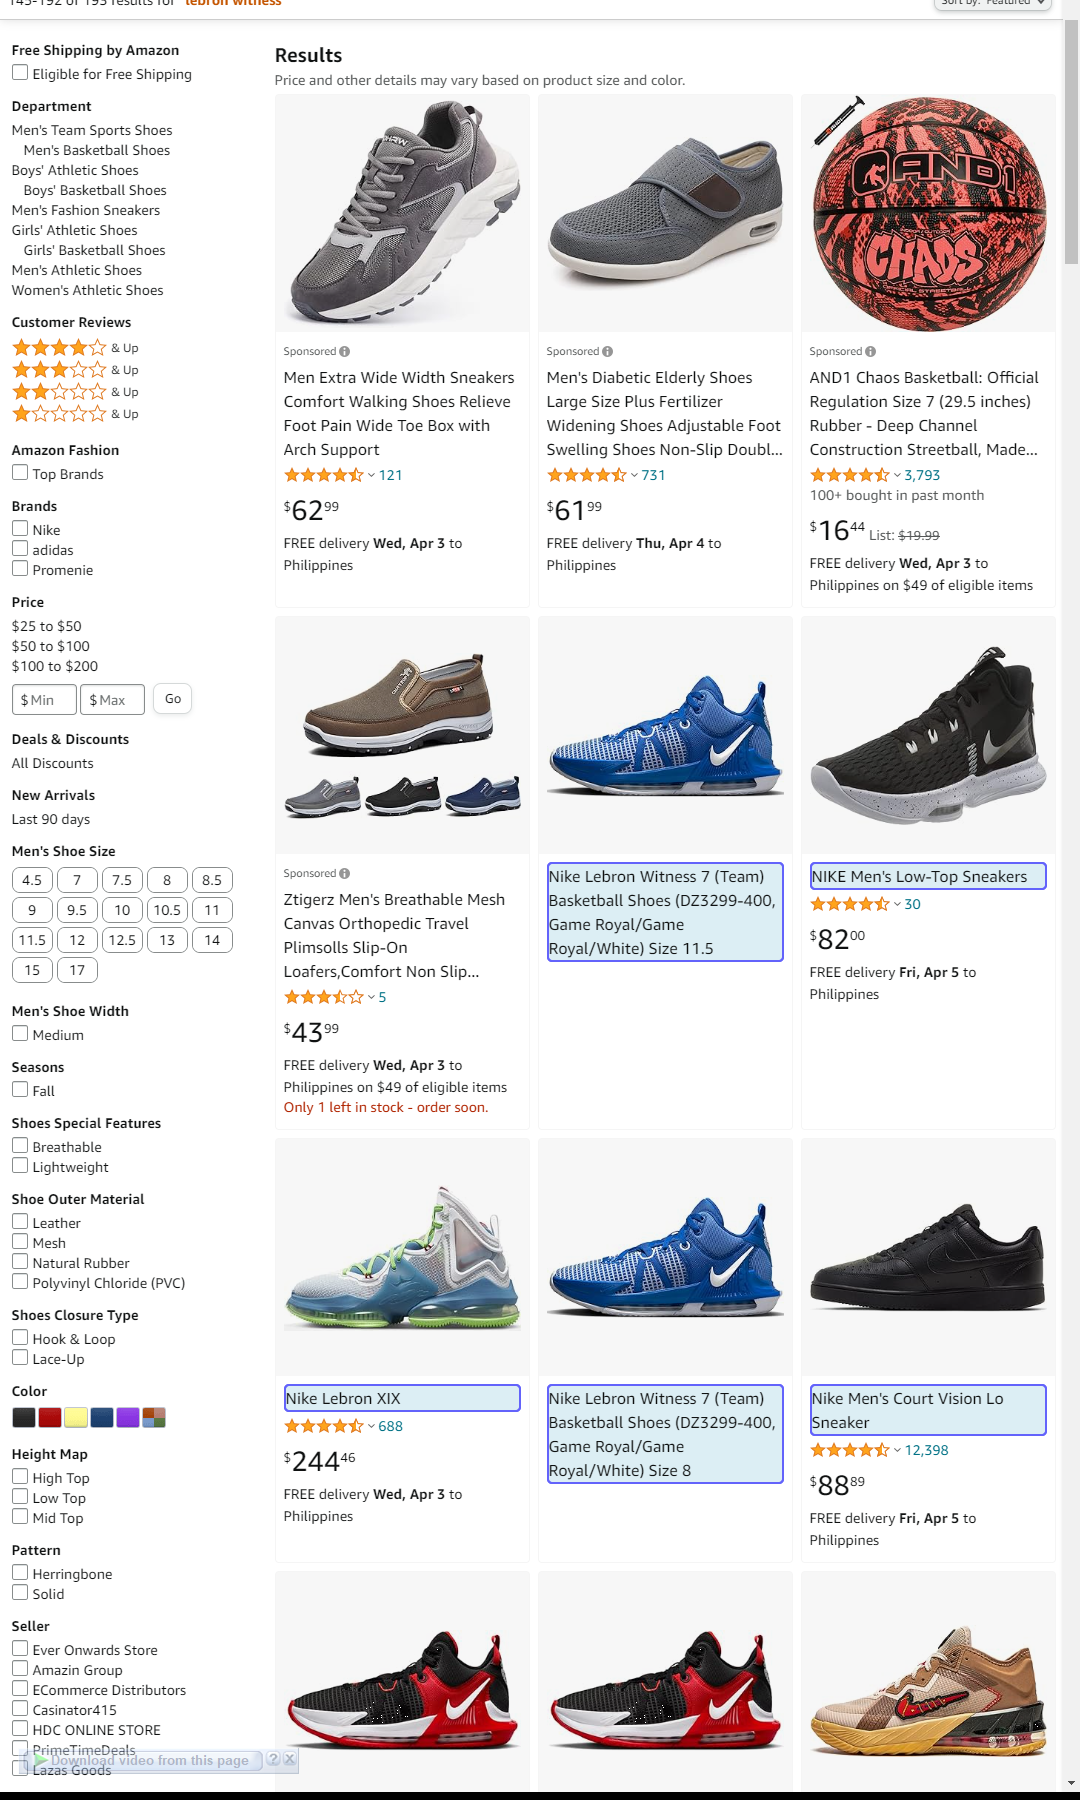 145-192 of 193 results for "lebron witness"
Sort by: Featured
Free Shipping by Amazon
Eligible for Free Shipping
Department
Men's Team Sports Shoes
Men's Basketball Shoes
Boys' Athletic Shoes
Boys' Basketball Shoes
Men's Fashion Sneakers
Girls' Athletic Shoes
Girls' Basketball Shoes
Men's Athletic Shoes
Women's Athletic Shoes
Customer Reviews
& Up
& Up
& Up
& Up
Amazon Fashion
Top Brands
Brands
Nike
adidas
Promenie
Price
$25 to $50
$50 to $100
$100 to $200
$ Min $ Max Go
Deals & Discounts
All Discounts
New Arrivals
Last 90 days
Men's Shoe Size
4.5 7 7.5 8 8.5
9 9.5 10 10.5 11
11.5 12 12.5 13 14
15 17
Men's Shoe Width
Medium
Seasons
Fall
Shoes Special Features
Breathable
Lightweight
Shoe Outer Material
Leather
Mesh
Natural Rubber
Polyvinyl Chloride (PVC)
Shoes Closure Type
Hook & Loop
Lace-Up
Color
Height Map
High Top
Low Top
Mid Top
Pattern
Herringbone
Solid
Seller
Ever Onwards Store
Amazin Group
ECommerce Distributors
Casinator415
HDC ONLINE STORE
PrimeTimeDeals
Download video from this page ? X
Lazas Goods
Results
Price and other details may vary based on product size and color.
AND1
CHAOS
Sponsored
Men Extra Wide Width Sneakers
Comfort Walking Shoes Relieve
Foot Pain Wide Toe Box with
Arch Support
121
$62 99
FREE delivery Wed, Apr 3 to
Philippines
Sponsored
Men's Diabetic Elderly Shoes
Large Size Plus Fertilizer
Widening Shoes Adjustable Foot
Swelling Shoes Non-Slip Doubl...
731
$61 99
FREE delivery Thu, Apr 4 to
Philippines
Sponsored
AND1 Chaos Basketball: Official
Regulation Size 7 (29.5 inches)
Rubber - Deep Channel
Construction Streetball, Made...
3,793
100+ bought in past month
$16 44 List: $19.99
FREE delivery Wed, Apr 3 to
Philippines on $49 of eligible items
Sponsored
Ztigerz Men's Breathable Mesh
Canvas Orthopedic Travel
Plimsolls Slip-On
Loafers,Comfort Non Slip...
5
$43 99
FREE delivery Wed, Apr 3 to
Philippines on $49 of eligible items
Only 1 left in stock - order soon.
Nike Lebron Witness 7 (Team)
Basketball Shoes (DZ3299-400,
Game Royal/Game
Royal/White) Size 11.5
NIKE Men's Low-Top Sneakers
30
$82 00
FREE delivery Fri, Apr 5 to
Philippines
Nike Lebron XIX
688
$244 46
FREE delivery Wed, Apr 3 to
Philippines
Nike Lebron Witness 7 (Team)
Basketball Shoes (DZ3299-400,
Game Royal/Game
Royal/White) Size 8
Nike Men's Court Vision Lo
Sneaker
12,398
$88 89
FREE delivery Fri, Apr 5 to
Philippines